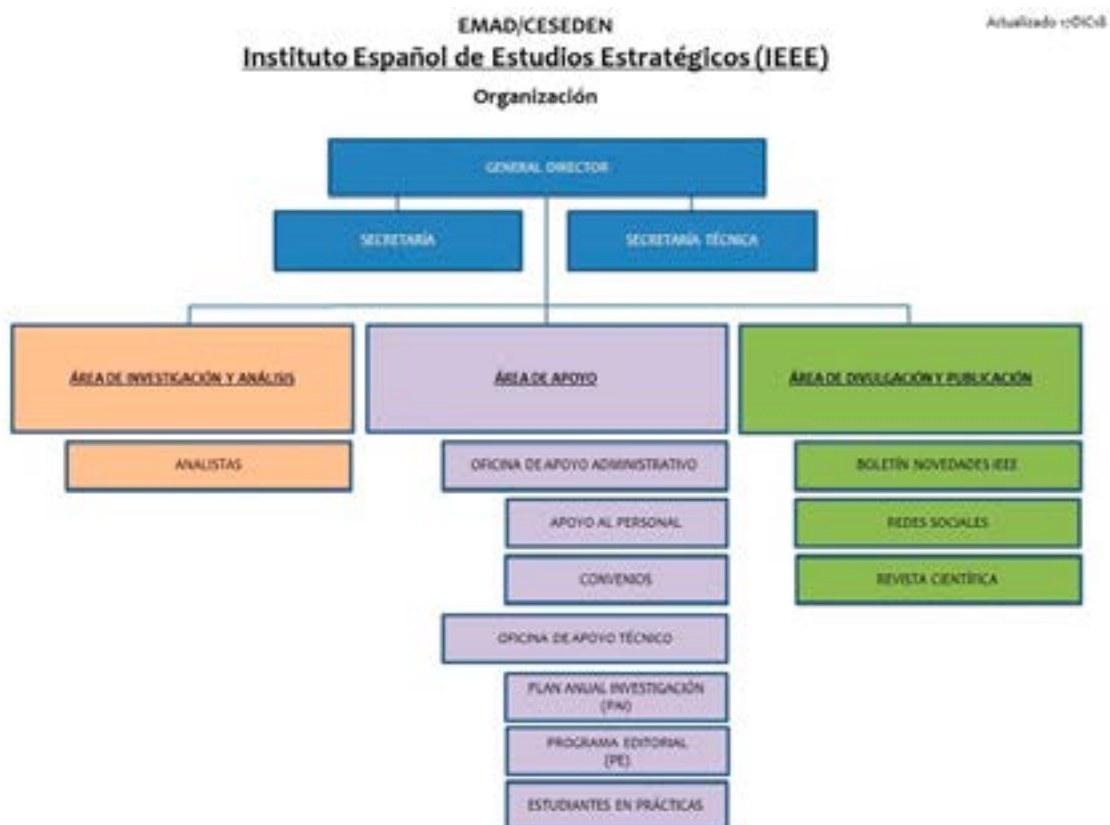 EMAD/CESEDEN
Actualizado 17DIC18
Instituto Español de Estudios Estratégicos (IEEE)
Organización
GENERAL DIRECTOR
SECRETARÍA
SECRETARÍA TÉCNICA
ÁREA DE INVESTIGACIÓN Y ANÁLISIS
ÁREA DE APOYO
ÁREA DE DIVULGACIÓN Y PUBLICACIÓN
ANALISTAS
OFICINA DE APOYO ADMINISTRATIVO
BOLETÍN NOVEDADES IEEE
APOYO AL PERSONAL
REDES SOCIALES
CONVENIOS
REVISTA CIENTÍFICA
OFICINA DE APOYO TÉCNICO
PLAN ANUAL INVESTIGACIÓN
(PAI)
PROGRAMA EDITORIAL
(PE)
ESTUDIANTES EN PRÁCTICAS